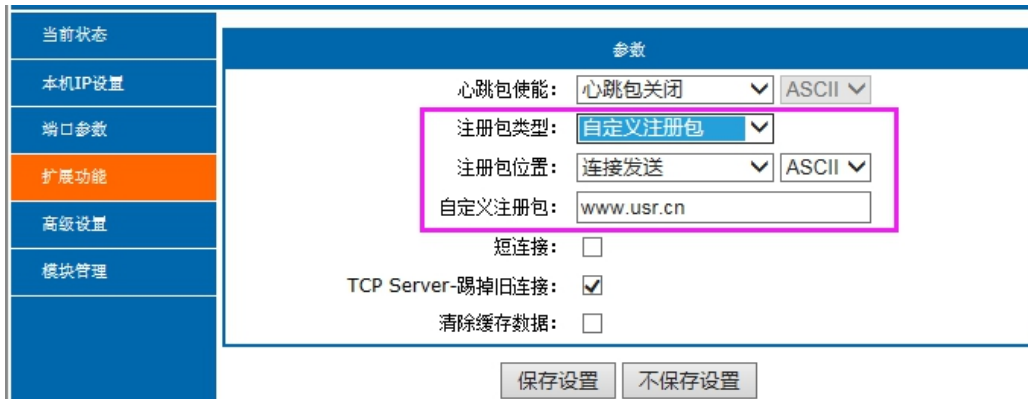 当前状态
本机IP设置
端口参数
扩展功能
高级设置
模块管理
参数
心跳包使能： 心跳包关闭 ASCII
注册包类型： 自定义注册包
注册包位置： 连接发送 ASCII
自定义注册包： www.usr.cn
短连接：
TCP Server-踢掉旧连接：
清除缓存数据：
保存设置 不保存设置